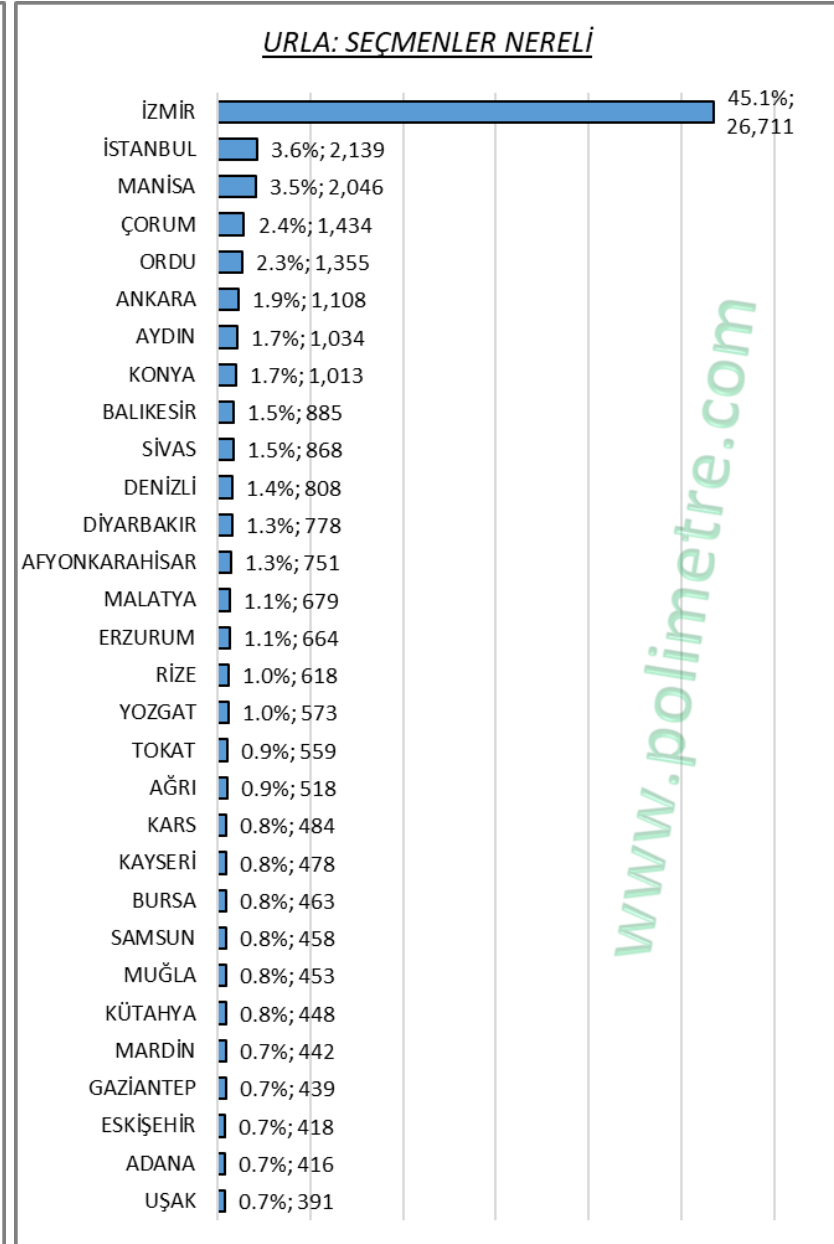 URLA: SEÇMENLER NERELİ
İZMİR 45.1%; 26,711
İSTANBUL 3.6%; 2,139
MANİSA 3.5%; 2,046
ÇORUM 2.4%; 1,434
ORDU 2.3%; 1,355
ANKARA 1.9%; 1,108
AYDIN 1.7%; 1,034
KONYA 1.7%; 1,013
BALIKESİR 1.5%; 885
SİVAS 1.5%; 868
DENİZLİ 1.4%; 808
DİYARBAKIR 1.3%; 778
AFYONKARAHİSAR 1.3%; 751
MALATYA 1.1%; 679
ERZURUM 1.1%; 664
RİZE 1.0%; 618
YOZGAT 1.0%; 573
TOKAT 0.9%; 559
AĞRI 0.9%; 518
KARS 0.8%; 484
KAYSERİ 0.8%; 478
BURSA 0.8%; 463
SAMSUN 0.8%; 458
MUĞLA 0.8%; 453
KÜTAHYA 0.8%; 448
MARDİN 0.7%; 442
GAZİANTEP 0.7%; 439
ESKİŞEHİR 0.7%; 418
ADANA 0.7%; 416
UŞAK 0.7%; 391
www.polimetre.com